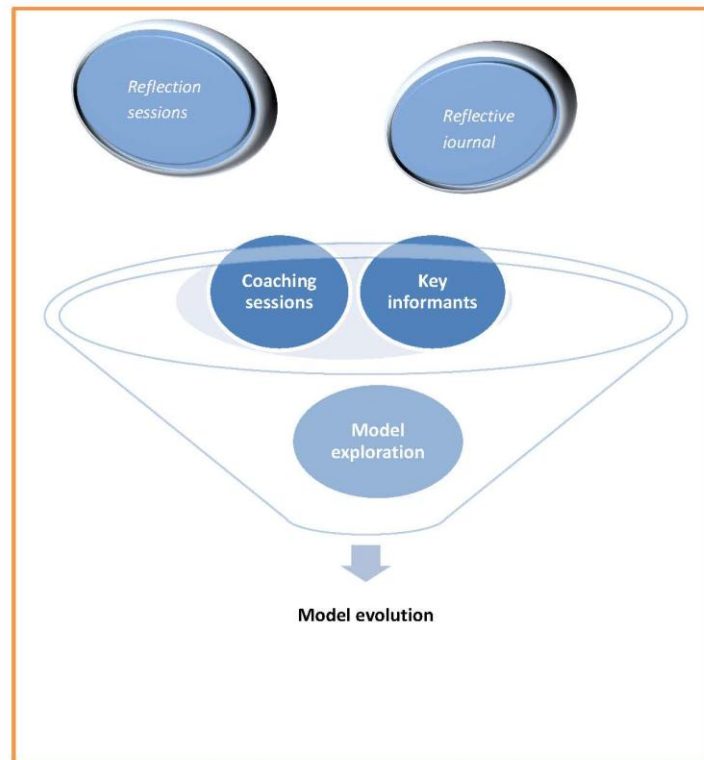 Reflection
sessions
Reflective
journal
Coaching
sessions
Key
informants
Model
exploration
Model evolution